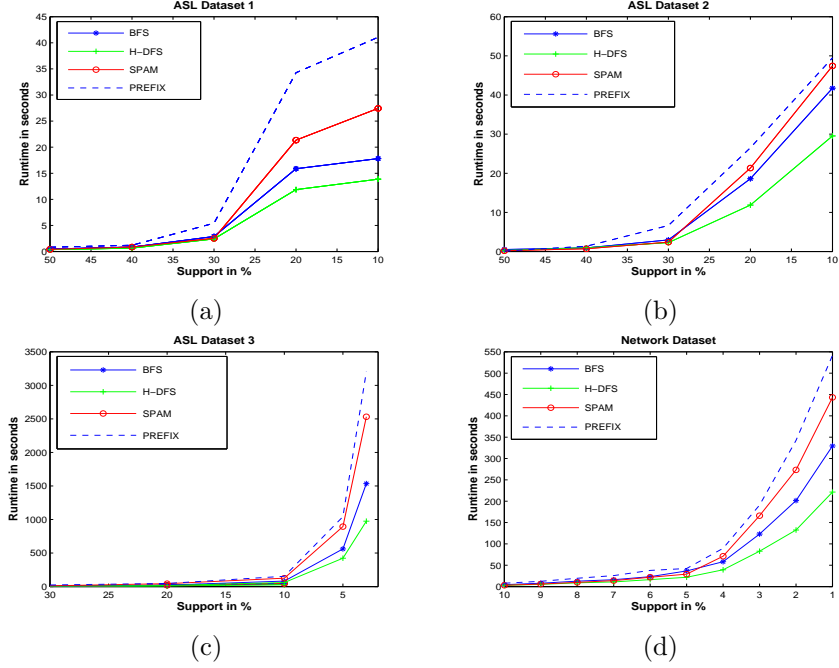 ASL Dataset 1
Runtime in seconds
45
40
35
30
25
20
15
10
5
0
BFS
H−DFS
SPAM
PREFIX
50 45 40 35 30 25 20 15 10
Support in %
(a)
ASL Dataset 2
Runtime in seconds
60
50
40
30
20
10
0
BFS
H−DFS
SPAM
PREFIX
50 45 40 35 30 25 20 15 10
Support in %
(b)
ASL Dataset 3
Runtime in seconds
3500
3000
2500
2000
1500
1000
500
0
BFS
H−DFS
SPAM
PREFIX
30 25 20 15 10 5
Support in %
(c)
Network Dataset
Runtime in seconds
550
500
450
400
350
300
250
200
150
100
50
0
BFS
H−DFS
SPAM
PREFIX
10 9 8 7 6 5 4 3 2 1
Support in %
(d)